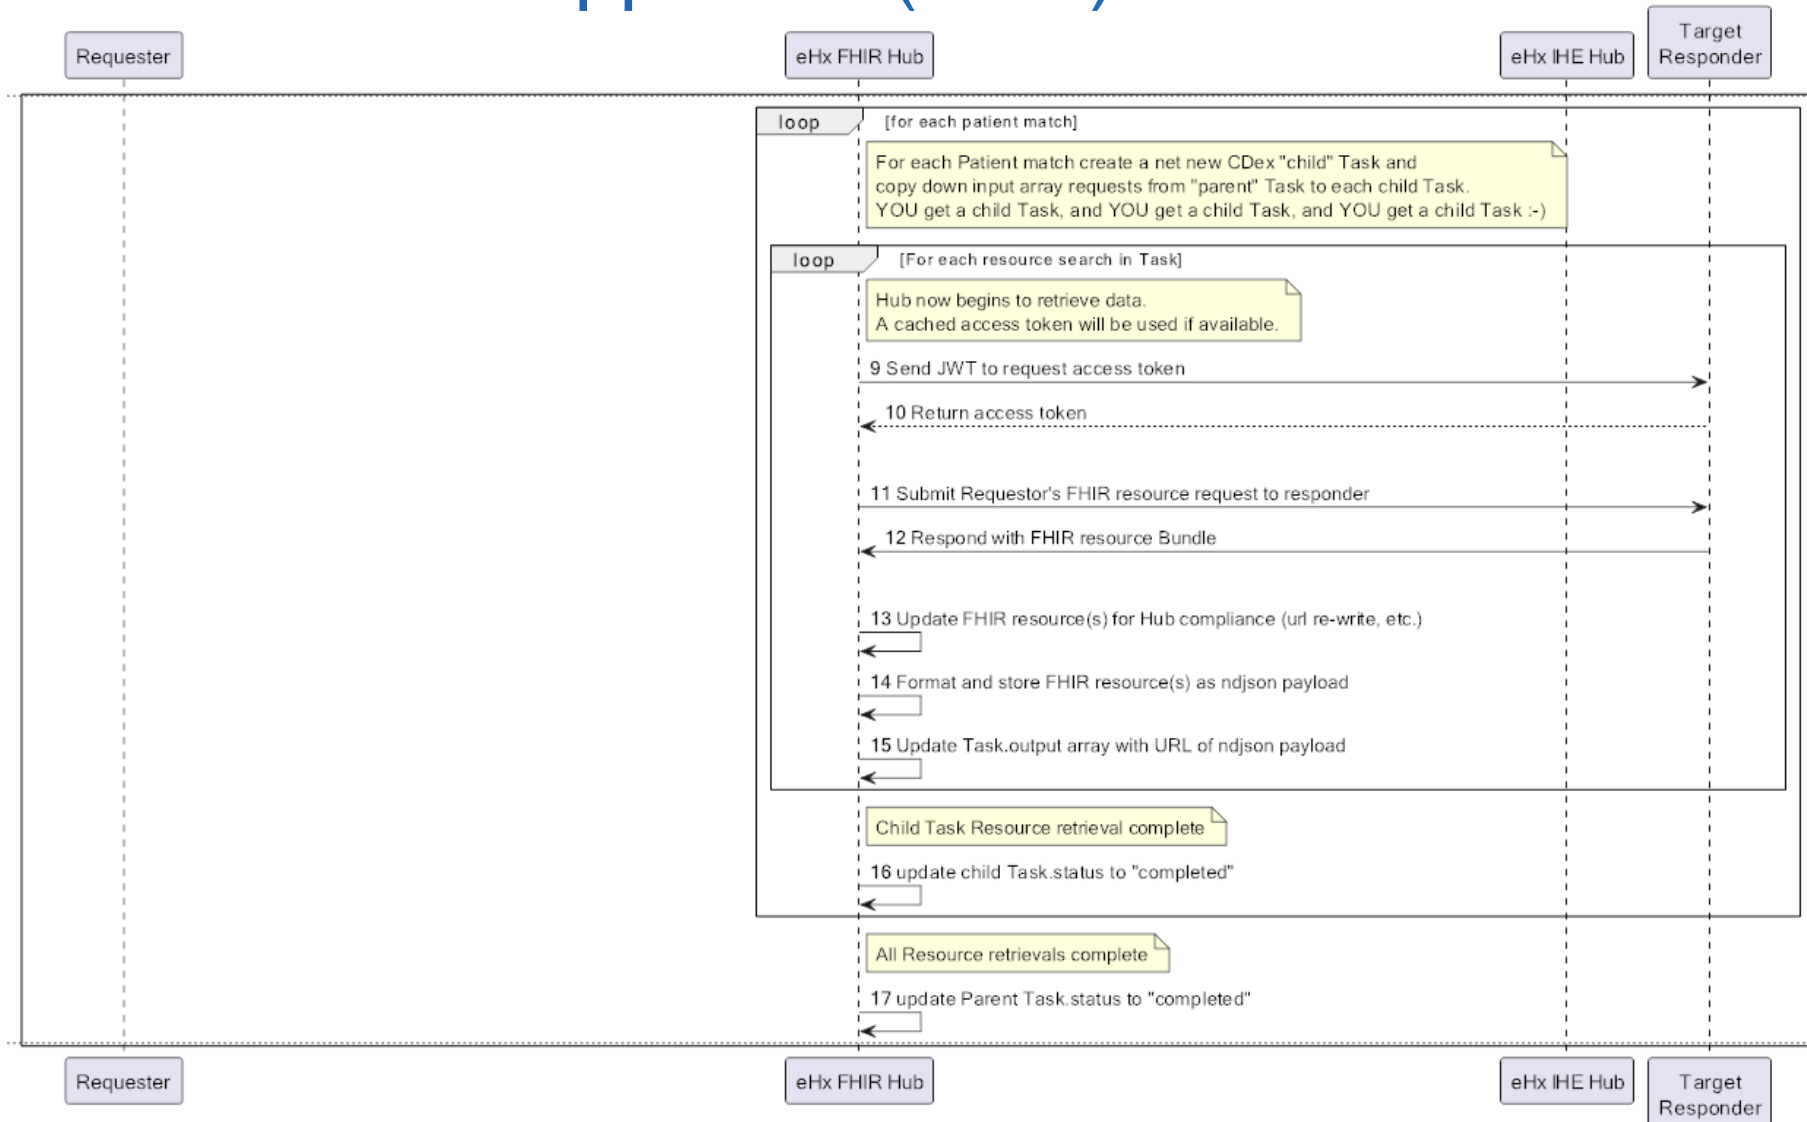 Requester
eHx FHIR Hub
eHx IHE Hub
Target
Responder
loop
[for each patient match]
For each Patient match create a net new CDex "child" Task and
copy down input array requests from "parent" Task to each child Task.
YOU get a child Task, and YOU get a child Task, and YOU get a child Task :-)
loop
[For each resource search in Task]
Hub now begins to retrieve data.
A cached access token will be used if available.
9 Send JWT to request access token
10 Return access token
11 Submit Requestor's FHIR resource request to responder
12 Respond with FHIR resource Bundle
13 Update FHIR resource(s) for Hub compliance (url re-write, etc.)
14 Format and store FHIR resource(s) as ndjson payload
15 Update Task.output array with URL of ndjson payload
Child Task Resource retrieval complete
16 update child Task.status to "completed"
All Resource retrievals complete
17 update Parent Task.status to "completed"
Requester
eHx FHIR Hub
eHx IHE Hub
Target
Responder